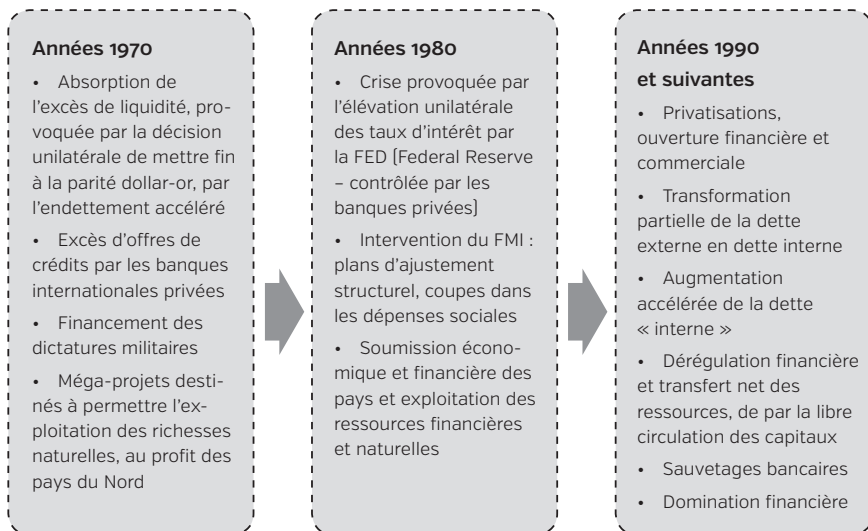 Années 1970
• Absorption de
l’excès de liquidité, pro-
voquée par la décision
unilatérale de mettre fin
à la parité dollar-or, par
l’endettement accéléré
• Excès d’offres de
crédits par les banques
internationales privées
• Financement des
dictatures militaires
• Méga-projets desti-
nés à permettre l’ex-
ploitation des richesses
naturelles, au profit des
pays du Nord
Années 1980
• Crise provoquée par
l’élévation unilatérale
des taux d’intérêt par
la FED (Federal Reserve
– contrôlée par les
banques privées)
• Intervention du FMI :
plans d’ajustement
structurel, coupes dans
les dépenses sociales
• Soumission écono-
mique et financière des
pays et exploitation des
ressources financières
et naturelles
Années 1990
et suivantes
• Privatisations,
ouverture financière et
commerciale
• Transformation
partielle de la dette
externe en dette interne
• Augmentation
accélérée de la dette
« interne »
• Dérégulation financière
et transfert net des
ressources, de par la libre
circulation des capitaux
• Sauvetages bancaires
• Domination financière